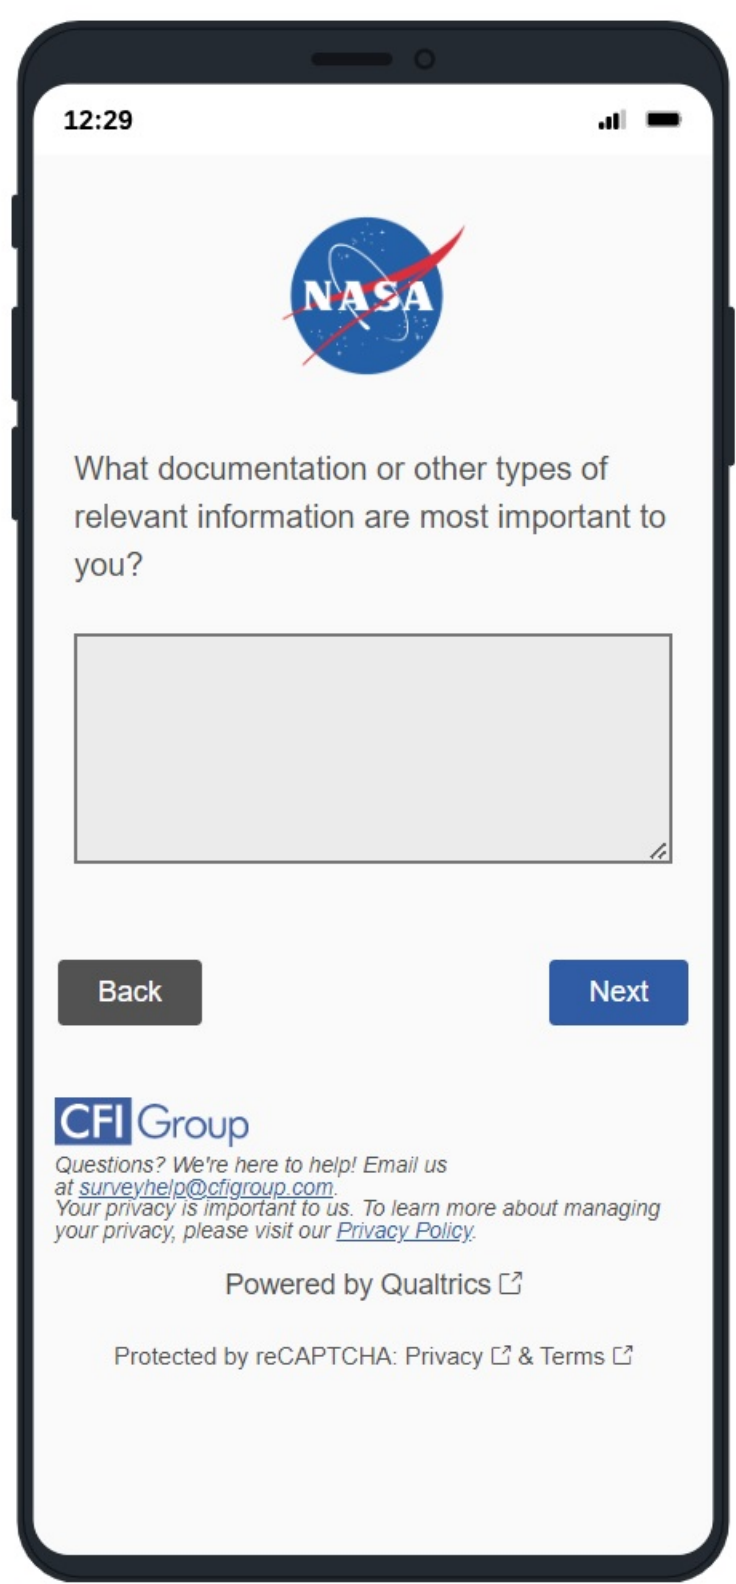 12:29
NASA
What documentation or other types of
relevant information are most important to
you?
Back
Next
CFI Group
Questions? We're here to help! Email us
at surveyhelp@cfigroup.com.
Your privacy is important to us. To learn more about managing
your privacy, please visit our Privacy Policy.
Powered by Qualtrics
Protected by reCAPTCHA: Privacy & Terms